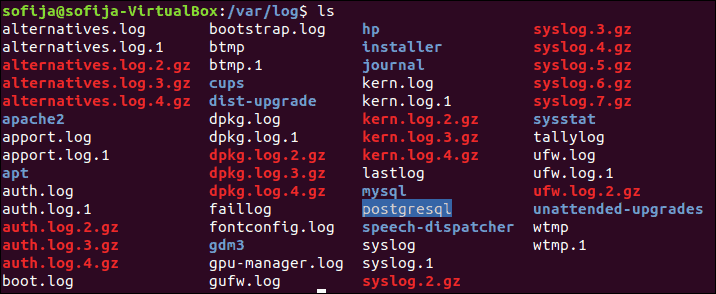 sofija@sofija-VirtualBox:/var/log$ ls
alternatives.log bootstrap.log hp syslog.3.gz
alternatives.log.1 btmp installer syslog.4.gz
alternatives.log.2.gz btmp.1 journal syslog.5.gz
alternatives.log.3.gz cups kern.log syslog.6.gz
alternatives.log.4.gz dist-upgrade kern.log.1 syslog.7.gz
apache2 dpkg.log kern.log.2.gz sysstat
apport.log dpkg.log.1 kern.log.3.gz tallylog
apport.log.1 dpkg.log.2.gz kern.log.4.gz ufw.log
apt dpkg.log.3.gz lastlog ufw.log.1
auth.log dpkg.log.4.gz mysql ufw.log.2.gz
auth.log.1 faillog postgresql unattended-upgrades
auth.log.2.gz fontconfig.log speech-dispatcher wtmp
auth.log.3.gz gdm3 syslog wtmp.1
auth.log.4.gz gpu-manager.log syslog.1
boot.log gufw.log syslog.2.gz